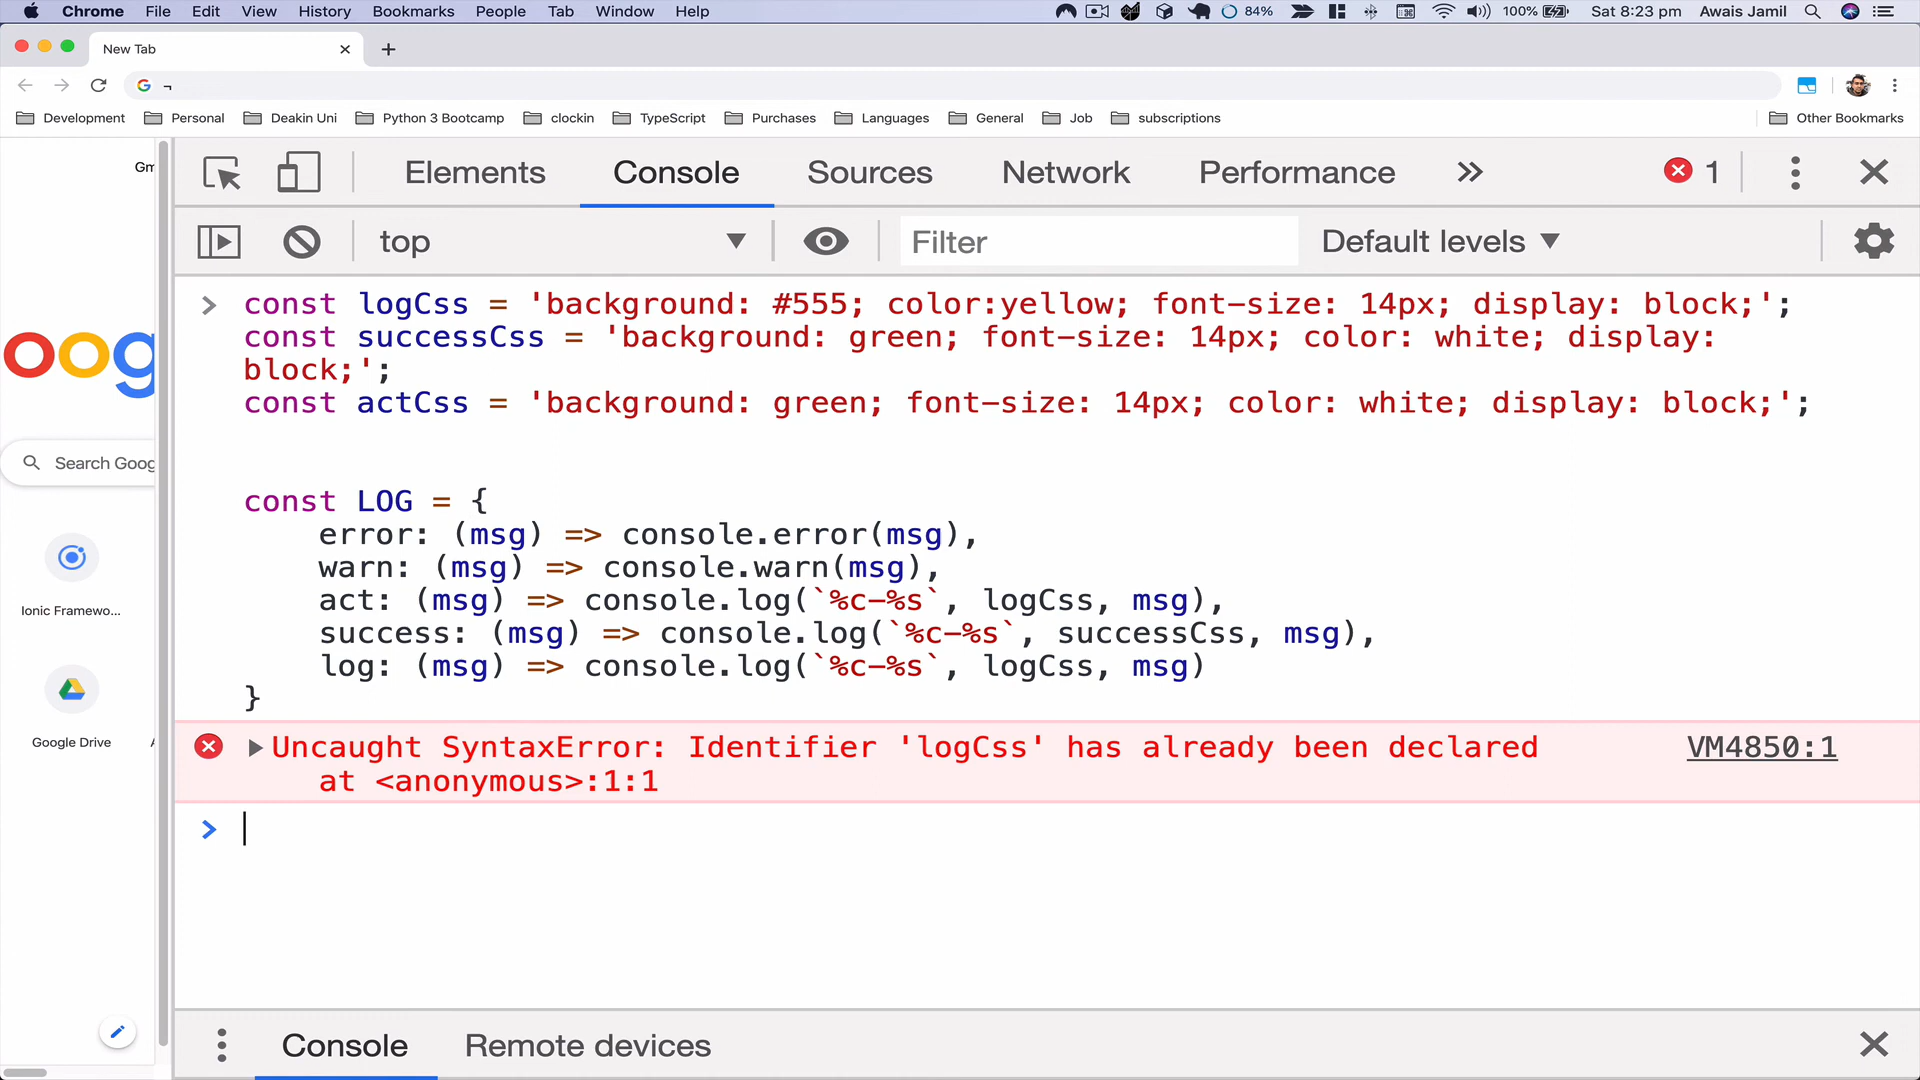 Chrome File Edit View History Bookmarks People Tab Window Help 84% 100% Sat 8:23 pm Awais Jamil
New Tab
¬
Development Personal Deakin Uni Python 3 Bootcamp clockin TypeScript Purchases Languages General Job subscriptions Other Bookmarks
Gm
oog
Search Goog
Ionic Framewo...
Google Drive A
Elements Console Sources Network Performance 1
top Filter Default levels
const logCss = 'background: #555; color:yellow; font-size: 14px; display: block;';
const successCss = 'background: green; font-size: 14px; color: white; display:
block;';
const actCss = 'background: green; font-size: 14px; color: white; display: block;';
const LOG = {
error: (msg) => console.error(msg),
warn: (msg) => console.warn(msg),
act: (msg) => console.log(`%c-%s`, logCss, msg),
success: (msg) => console.log(`%c-%s`, successCss, msg),
log: (msg) => console.log(`%c-%s`, logCss, msg)
}
Uncaught SyntaxError: Identifier 'logCss' has already been declared VM4850:1
at <anonymous>:1:1
Console Remote devices